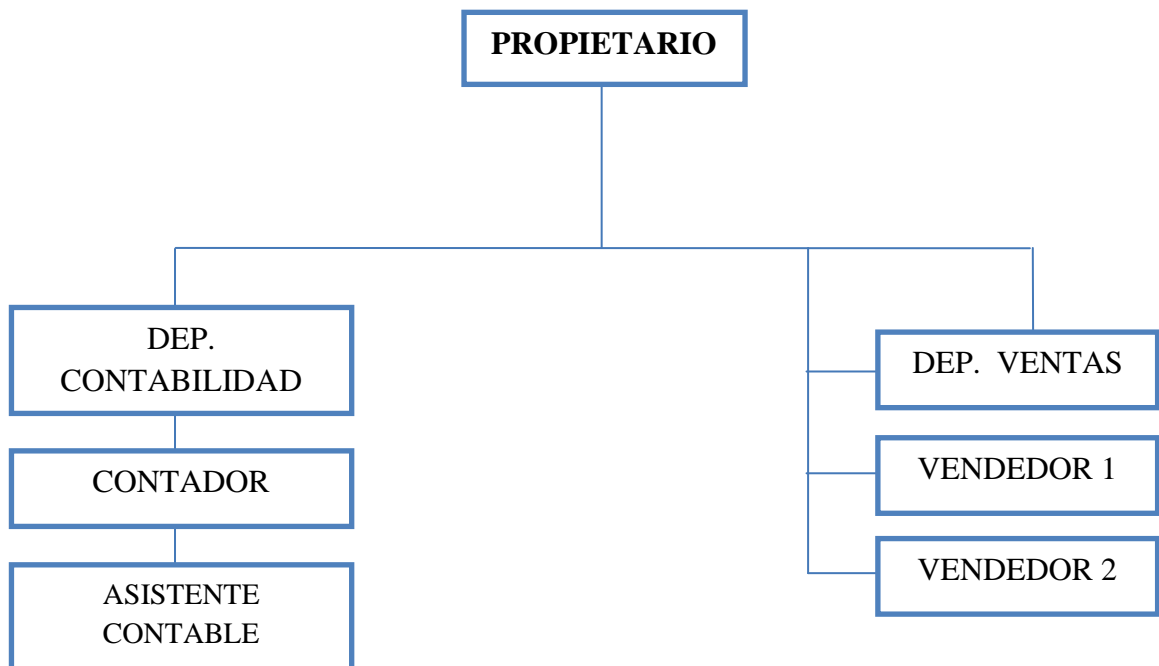 PROPIETARIO
DEP.
CONTABILIDAD
CONTADOR
ASISTENTE
CONTABLE
DEP. VENTAS
VENDEDOR 1
VENDEDOR 2